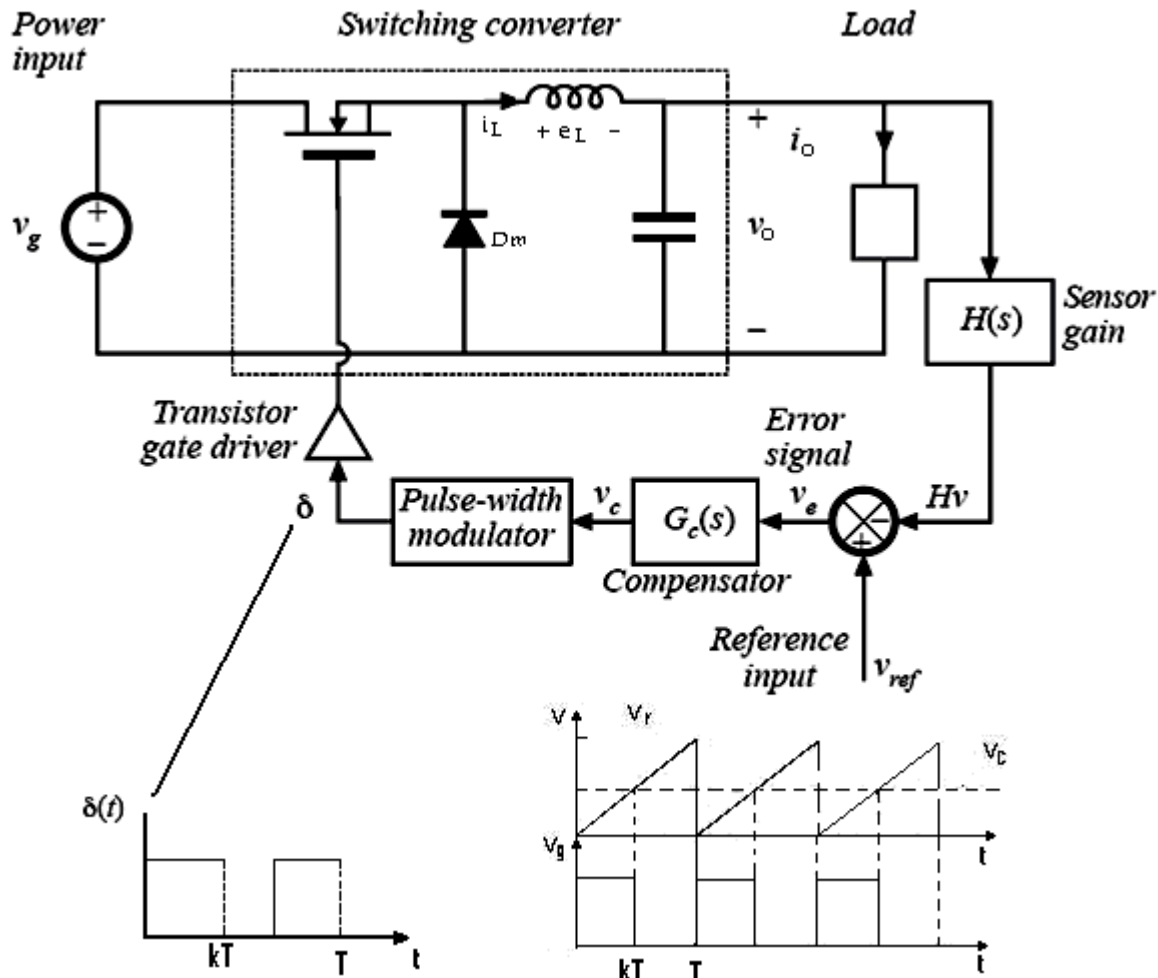 Power input
Switching converter
Load
i_L
+ e_L -
+
i_o
+
-
v_g
Dm
v_o
-
H(s)
Sensor gain
Transistor gate driver
Error signal
δ
Pulse-width modulator
v_c
G_c(s)
v_e
-
+
Hv
Compensator
Reference input
v_ref
V
V_r
V_C
δ(t)
t
V_g
kT
T
t
kT
T
t